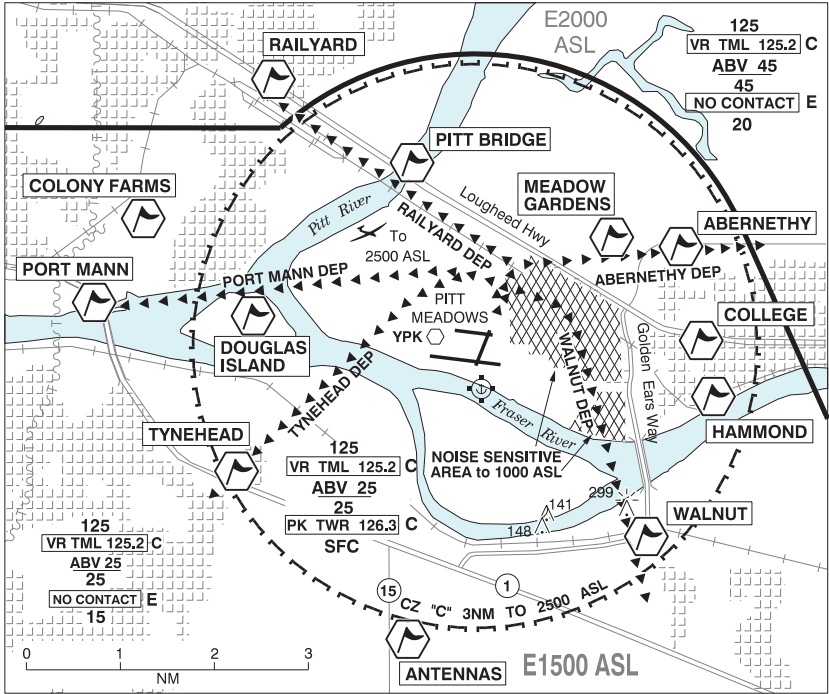 E2000
ASL
125
VR TML 125.2 C
ABV 45
45
NO CONTACT E
20
RAILYARD
PITT BRIDGE
COLONY FARMS
MEADOW
GARDENS
ABERNETHY
Pitt River
Lougheed Hwy
RAILYARD DEP
To
2500 ASL
PORT MANN
PORT MANN DEP
ABERNETHY DEP
PITT
MEADOWS
YPK
COLLEGE
DOUGLAS
ISLAND
WALNUT DEP
Golden Ears Way
TYNEHEAD DEP
Fraser River
HAMMOND
TYNEHEAD
NOISE SENSITIVE
AREA to 1000 ASL
125
VR TML 125.2 C
ABV 25
25
PK TWR 126.3 C
SFC
299
141
148
WALNUT
125
VR TML 125.2 C
ABV 25
25
NO CONTACT E
15
15
1
CZ "C" 3NM TO 2500 ASL
0 1 2 3
NM
ANTENNAS
E1500 ASL